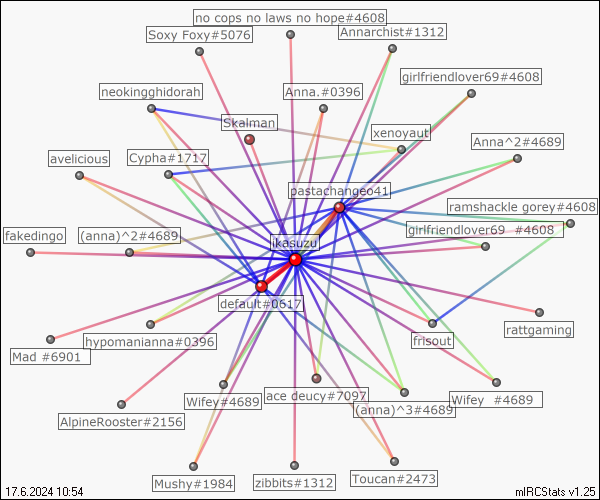 no cops no laws no hope#4608
Soxy Foxy#5076
Annarchist#1312
girlfriendlover69#4608
neokingghidorah
Anna.#0396
Skalman
xenoyaut
Anna^2#4689
avelicious
Cypha#1717
pastachangeo41
ramshackle gorey#4608
fakedingo
(anna)^2#4689
girlfriendlover69 #4608
ikasuzu
default#0617
rattgaming
hypomanianna#0396
frisout
Mad #6901
Wifey#4689
ace deucy#7097
(anna)^3#4689
Wifey #4689
AlpineRooster#2156
Mushy#1984
zibbits#1312
Toucan#2473
17.6.2024 10:54
mIRCStats v1.25